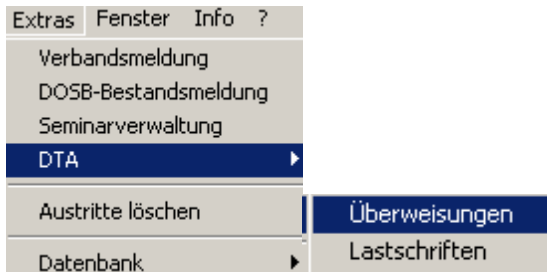 Extras Fenster Info ?
Verbandsmeldung
DOSB-Bestandsmeldung
Seminarverwaltung
DTA
Austritte löschen
Überweisungen
Datenbank
Lastschriften